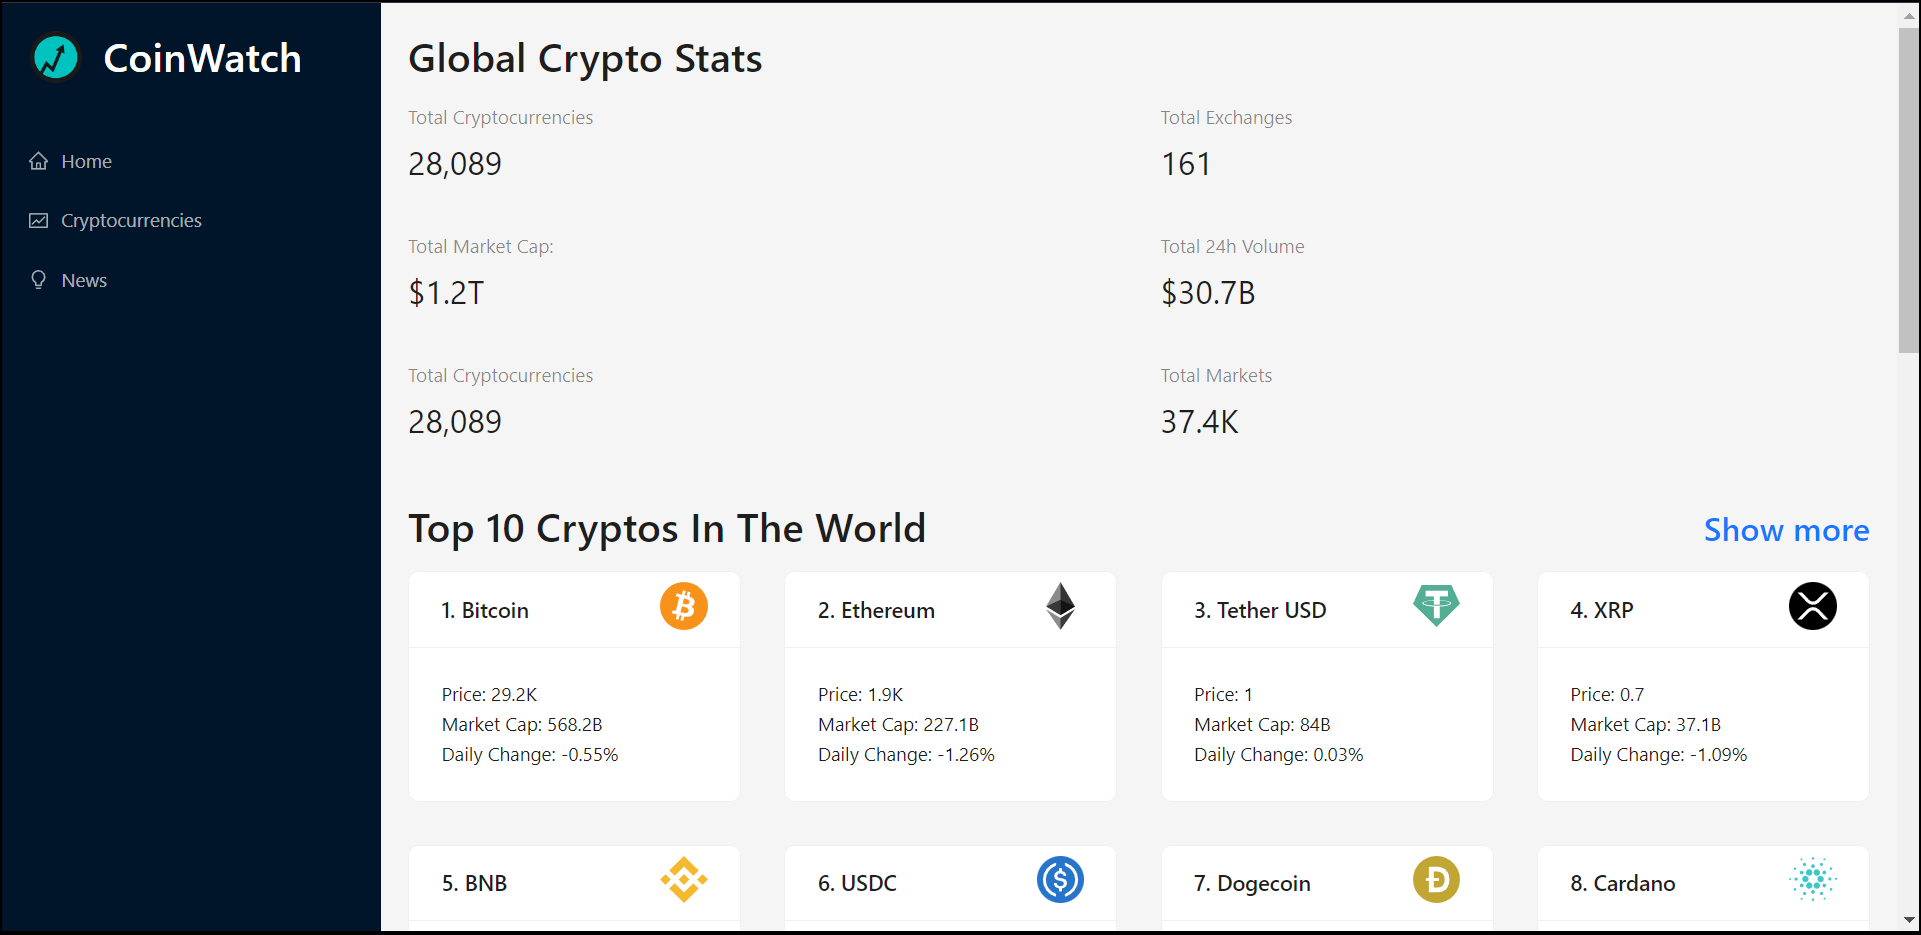 CoinWatch
Home
Cryptocurrencies
News
Global Crypto Stats
Total Cryptocurrencies
28,089
Total Exchanges
161
Total Market Cap:
$1.2T
Total 24h Volume
$30.7B
Total Cryptocurrencies
28,089
Total Markets
37.4K
Top 10 Cryptos In The World
Show more
1. Bitcoin
Price: 29.2K
Market Cap: 568.2B
Daily Change: -0.55%
2. Ethereum
Price: 1.9K
Market Cap: 227.1B
Daily Change: -1.26%
3. Tether USD
Price: 1
Market Cap: 84B
Daily Change: 0.03%
4. XRP
Price: 0.7
Market Cap: 37.1B
Daily Change: -1.09%
5. BNB
6. USDC
7. Dogecoin
8. Cardano